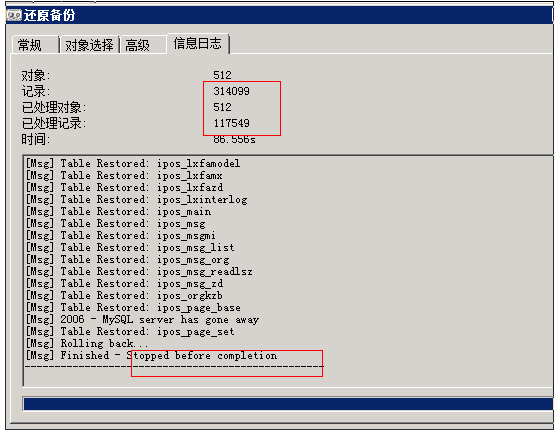 还原备份
常规 对象选择 高级 信息日志
对象: 512
记录: 314099
已处理对象: 512
已处理记录: 117549
时间: 86.556s
[Msg] Table Restored: ipos_lxfamodel
[Msg] Table Restored: ipos_lxfamx
[Msg] Table Restored: ipos_lxfazd
[Msg] Table Restored: ipos_lxinterlog
[Msg] Table Restored: ipos_main
[Msg] Table Restored: ipos_msg
[Msg] Table Restored: ipos_msgmi
[Msg] Table Restored: ipos_msg_list
[Msg] Table Restored: ipos_msg_org
[Msg] Table Restored: ipos_msg_readlsz
[Msg] Table Restored: ipos_msg_zd
[Msg] Table Restored: ipos_orgkzb
[Msg] Table Restored: ipos_page_base
[Msg] 2006 - MySQL server has gone away
[Msg] Table Restored: ipos_page_set
[Msg] Rolling back...
[Msg] Finished - Stopped before completion
--------------------------------------------------